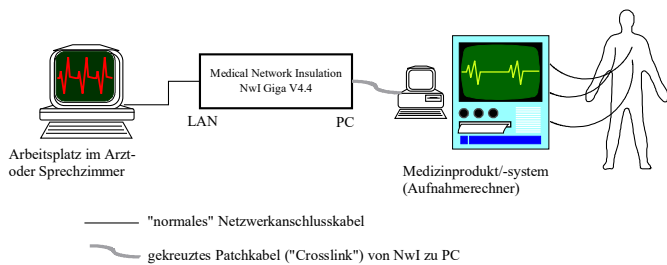 Medical Network Insulation
NwI Giga V4.4
LAN
PC
Arbeitsplatz im Arzt-
oder Sprechzimmer
Medizinprodukt/-system
(Aufnahmerechner)
"normales" Netzwerkanschlusskabel
gekreuztes Patchkabel ("Crosslink") von NwI zu PC